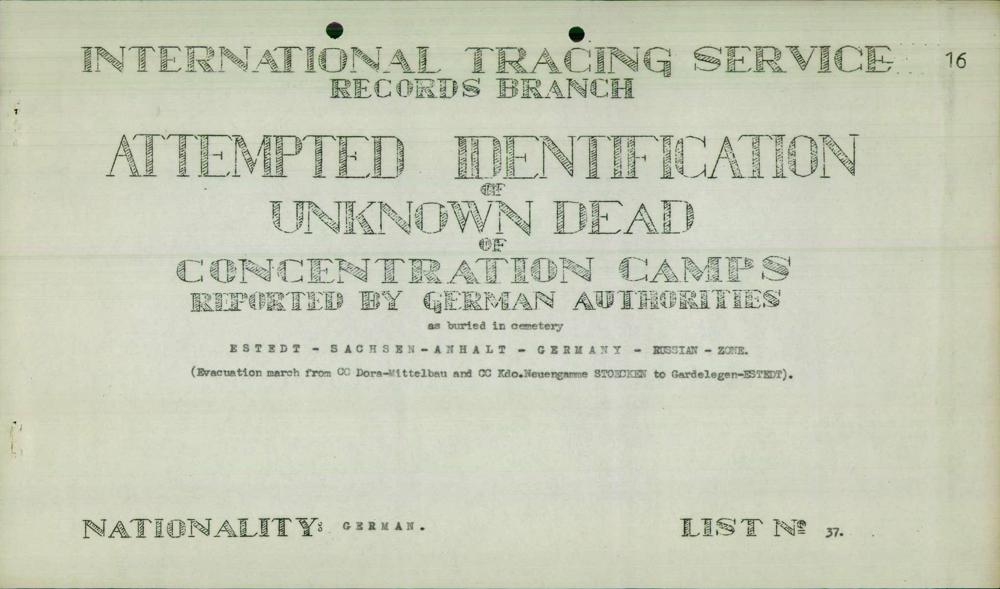 INTERNATIONAL TRACING SERVICE 16
RECORDS BRANCH
ATTEMPTED IDENTIFICATION
OF
UNKNOWN DEAD
OF
CONCENTRATION CAMPS
REPORTED BY GERMAN AUTHORITIES
as buried in cemetery
ESTEDT - SACHSEN-ANHALT - GERMANY - RUSSIAN - ZONE.
(Evacuation march from CC Dora-Mittelbau and CC Kdo.Neuengamme STOECKEN to Gardelegen-ESTEDT).
NATIONALITY: GERMAN. LIST Nº 37.